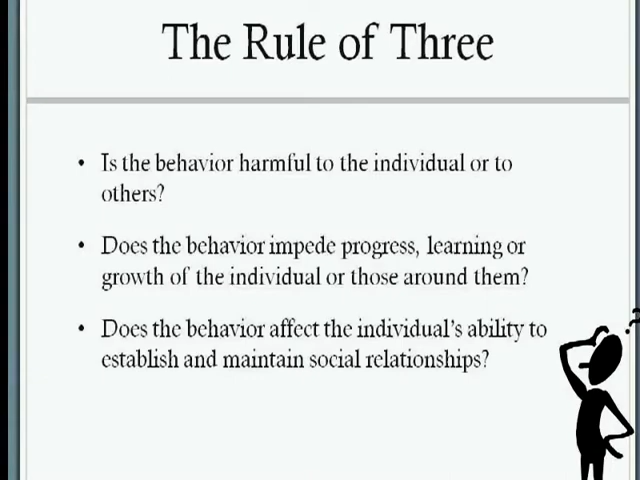 The Rule of Three
• Is the behavior harmful to the individual or to
others?
• Does the behavior impede progress, learning or
growth of the individual or those around them?
• Does the behavior affect the individual's ability to
establish and maintain social relationships?
?